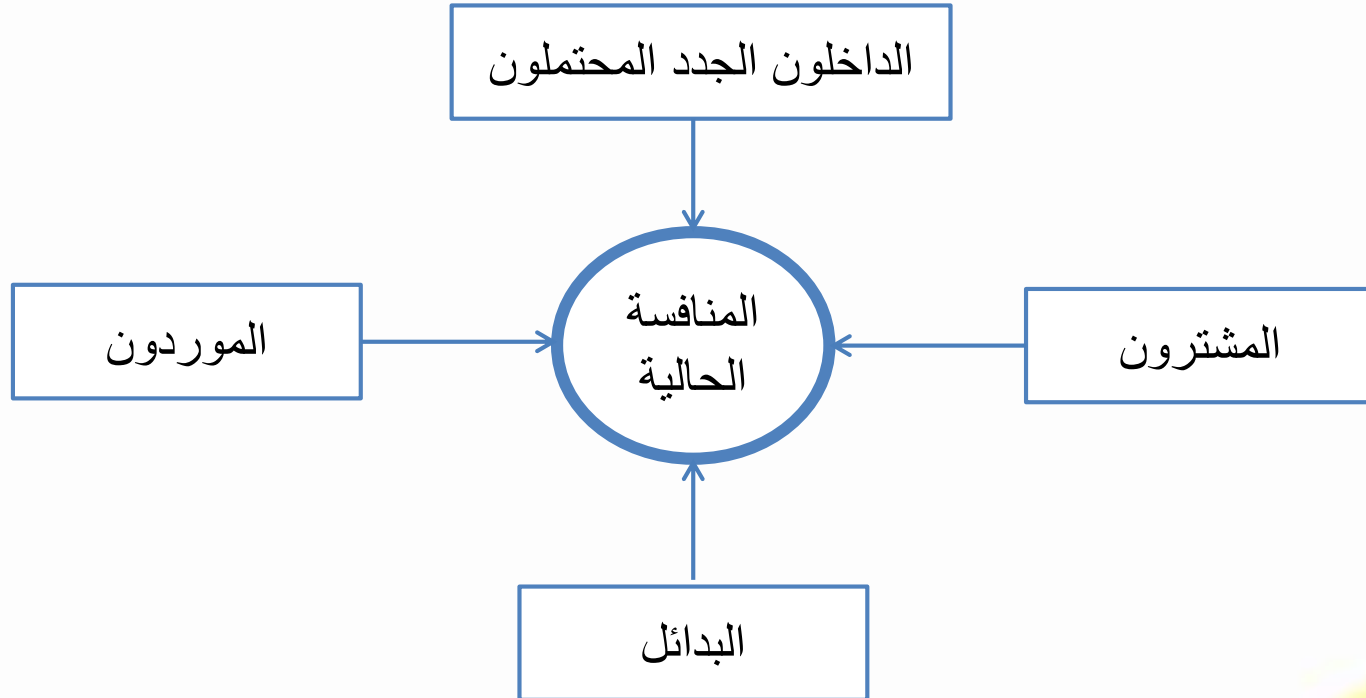 الداخلون الجدد المحتملون
المشترون
المنافسة
الحالية
الموردون
البدائل